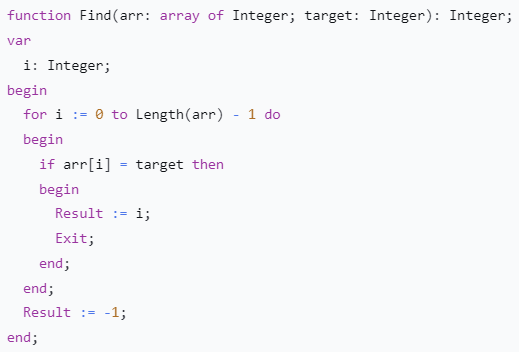 function Find(arr: array of Integer; target: Integer): Integer;
var
  i: Integer;
begin
  for i := 0 to Length(arr) - 1 do
  begin
    if arr[i] = target then
    begin
      Result := i;
      Exit;
    end;
  end;
  Result := -1;
end;